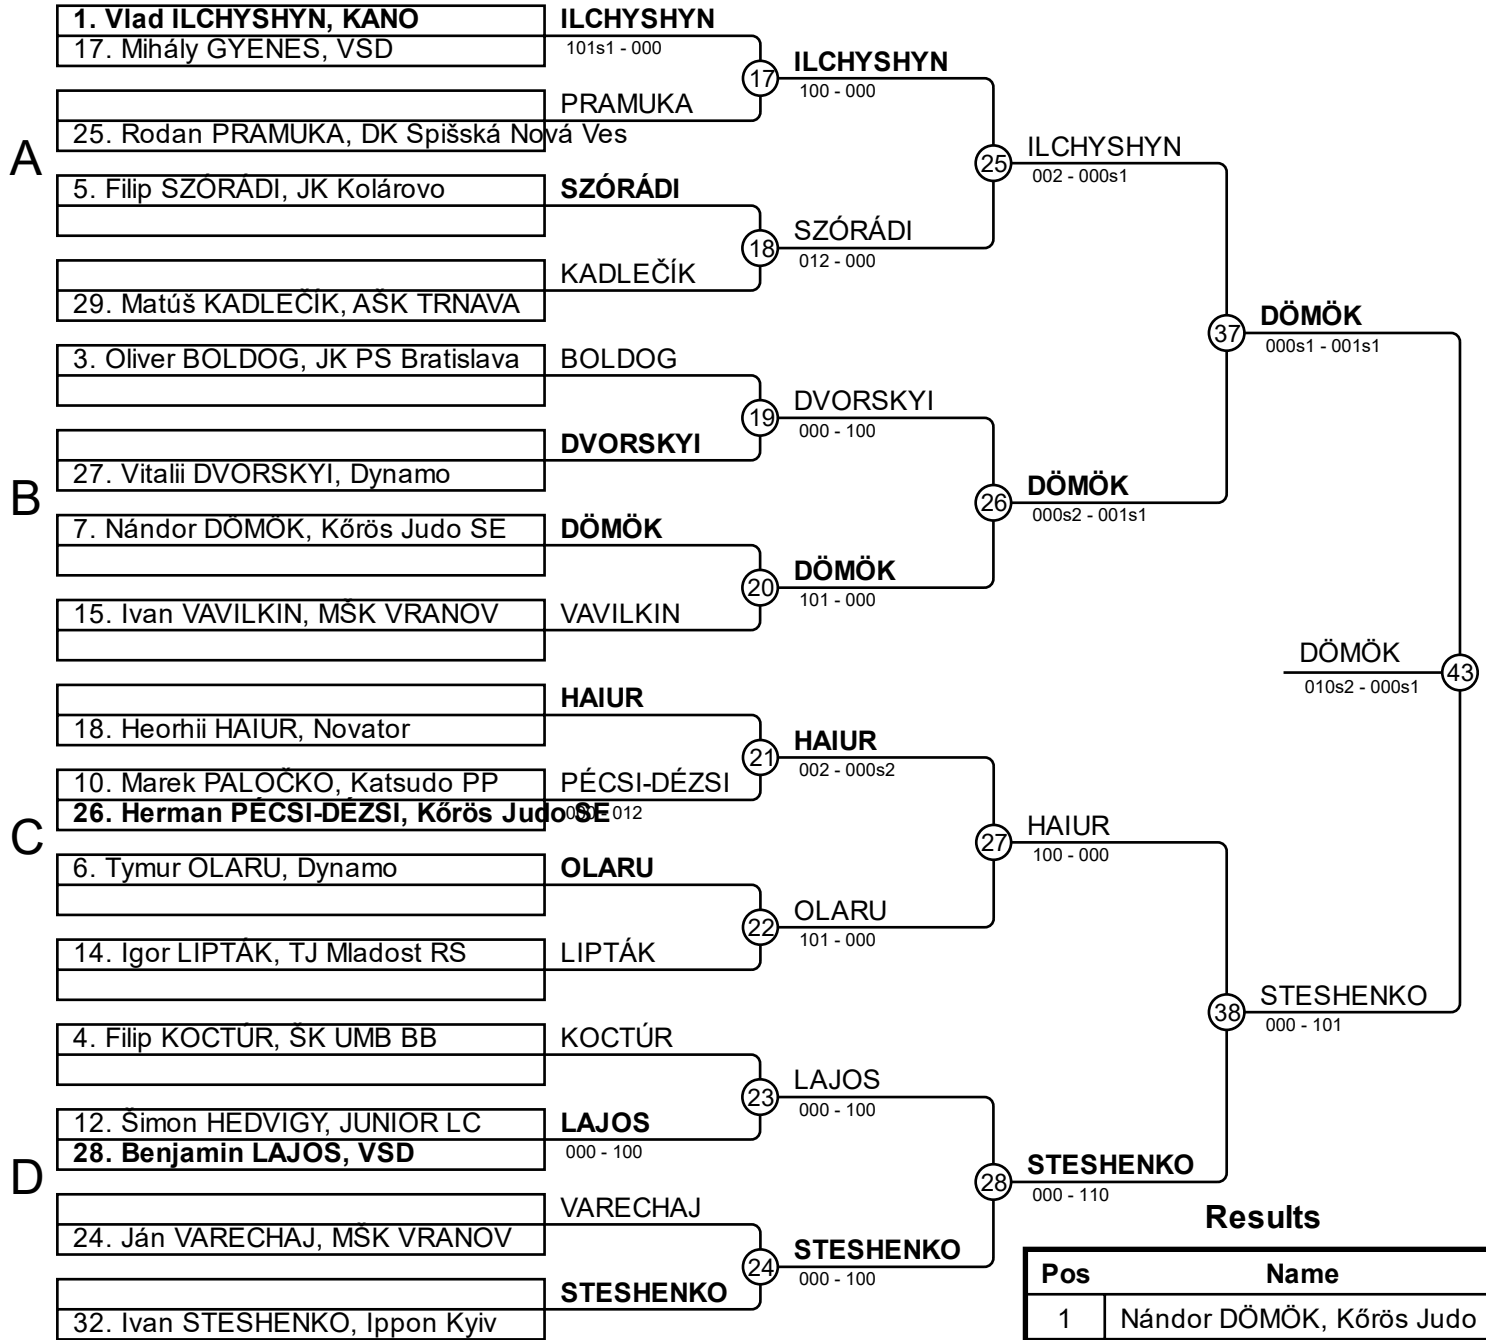 1. Vlad ILCHYSHYN, KANO
17. Mihály GYENES, VSD
25. Rodan PRAMUKA, DK Spišská Nová Ves
A
5. Filip SZÓRÁDI, JK Kolárovo
29. Matúš KADLEČÍK, AŠK TRNAVA
3. Oliver BOLDOG, JK PS Bratislava
27. Vitalii DVORSKYI, Dynamo
B
7. Nándor DÖMÖK, Kőrös Judo SE
15. Ivan VAVILKIN, MŠK VRANOV
18. Heorhii HAIUR, Novator
10. Marek PALOČKO, Katsudo PP
26. Herman PÉCSI-DÉZSI, Kőrös Judo SE
C
6. Tymur OLARU, Dynamo
14. Igor LIPTÁK, TJ Mladost RS
4. Filip KOCTÚR, ŠK UMB BB
12. Šimon HEDVIGY, JUNIOR LC
28. Benjamin LAJOS, VSD
D
24. Ján VARECHAJ, MŠK VRANOV
32. Ivan STESHENKO, Ippon Kyiv
ILCHYSHYN
101s1 - 000
PRAMUKA
SZÓRÁDI
KADLEČÍK
BOLDOG
DVORSKYI
DÖMÖK
VAVILKIN
HAIUR
PÉCSI-DÉZSI
000 - 012
OLARU
LIPTÁK
KOCTÚR
LAJOS
000 - 100
VARECHAJ
STESHENKO
17
ILCHYSHYN
100 - 000
18
SZÓRÁDI
012 - 000
19
DVORSKYI
000 - 100
20
DÖMÖK
101 - 000
21
HAIUR
002 - 000s2
22
OLARU
101 - 000
23
LAJOS
000 - 100
24
STESHENKO
000 - 100
25
ILCHYSHYN
002 - 000s1
26
DÖMÖK
000s2 - 001s1
27
HAIUR
100 - 000
28
STESHENKO
000 - 110
37
DÖMÖK
000s1 - 001s1
38
STESHENKO
000 - 101
DÖMÖK
43
010s2 - 000s1
Results
Pos Name
1 Nándor DÖMÖK, Kőrös Judo